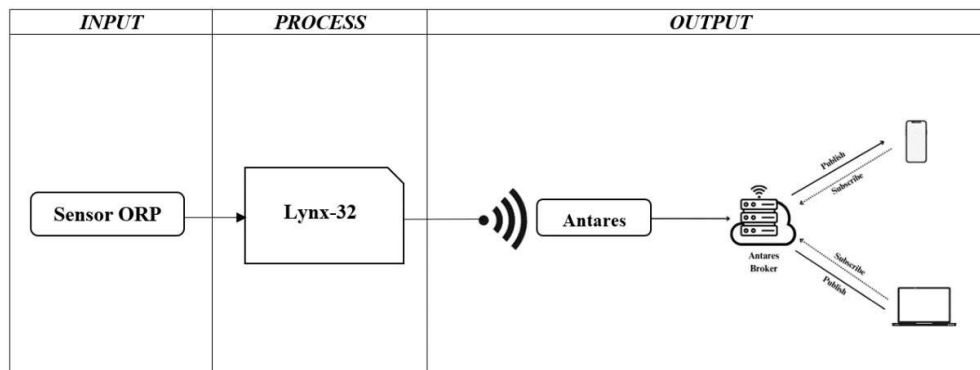 INPUT
PROCESS
OUTPUT
Sensor ORP
Lynx-32
Antares
Publish
Subscribe
Antares
Broker
Subscribe
Publish